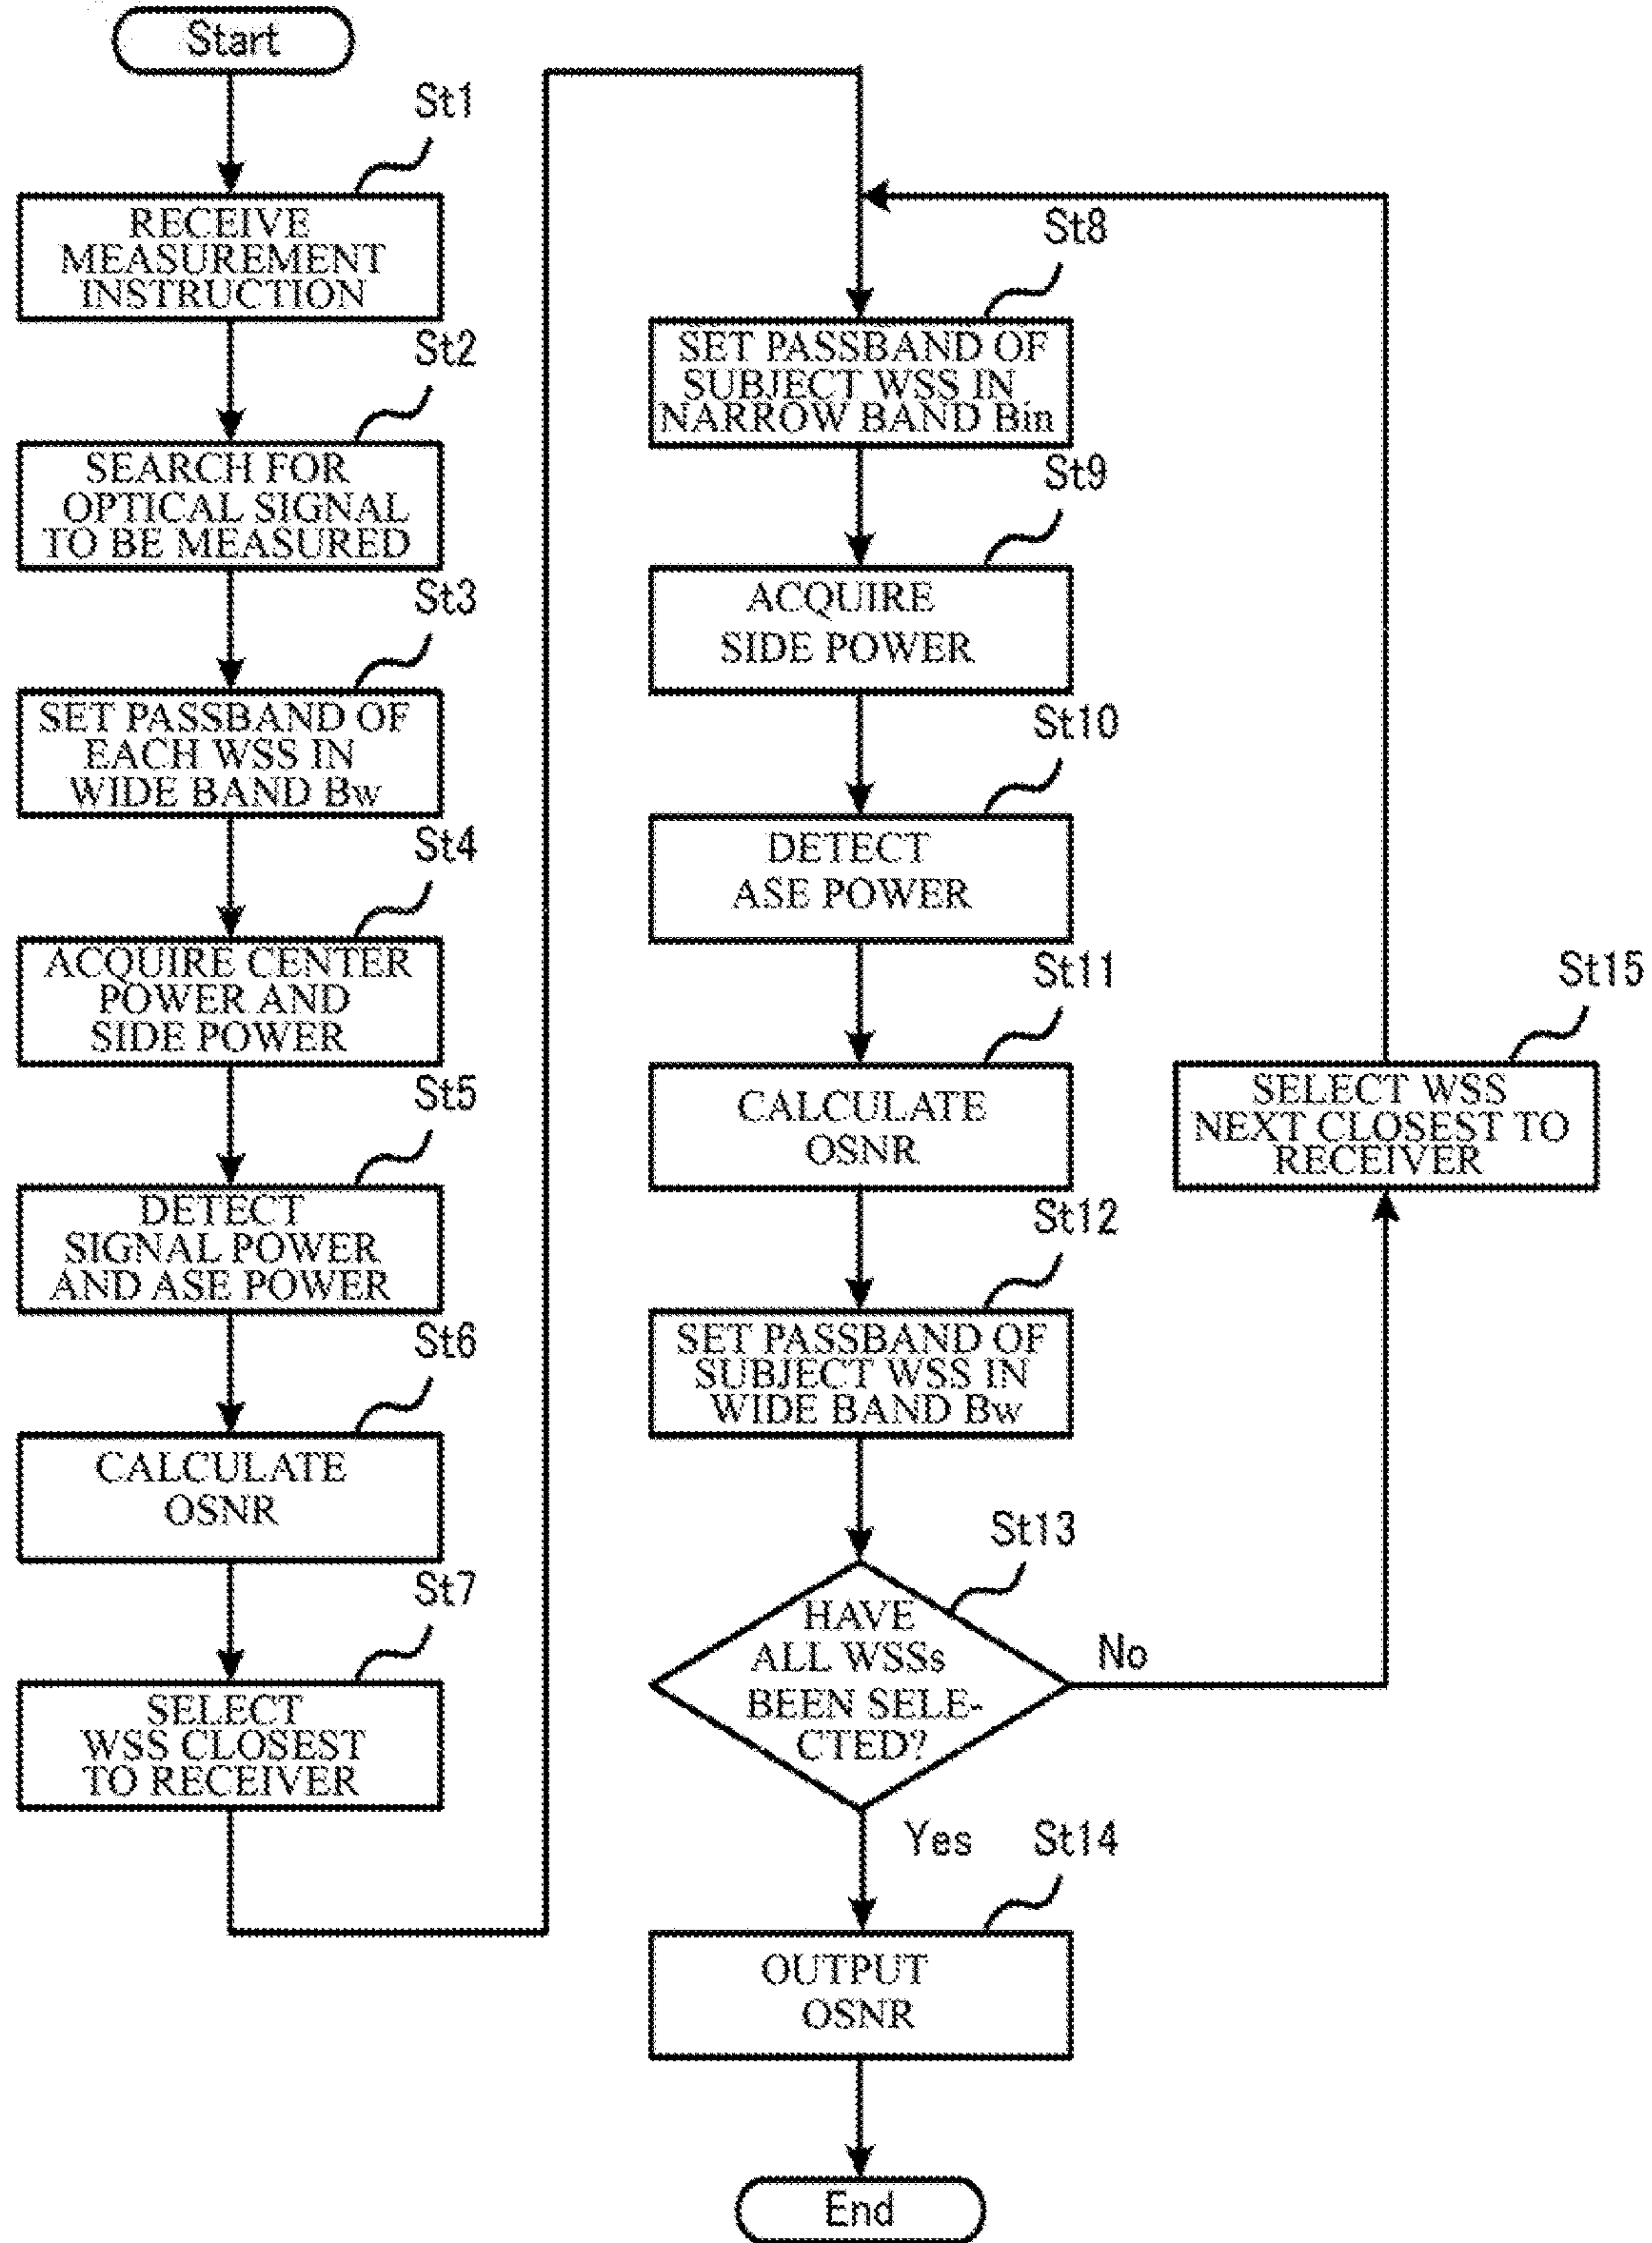 Start
St1
RECEIVE
MEASUREMENT
INSTRUCTION
St2
SEARCH FOR
OPTICAL SIGNAL
TO BE MEASURED
St3
SET PASSBAND OF
EACH WSS IN
WIDE BAND Bw
St4
ACQUIRE CENTER
POWER AND
SIDE POWER
St5
DETECT
SIGNAL POWER
AND ASE POWER
St6
CALCULATE
OSNR
St7
SELECT
WSS CLOSEST
TO RECEIVER
St8
SET PASSBAND OF
SUBJECT WSS IN
NARROW BAND Bin
St9
ACQUIRE
SIDE POWER
St10
DETECT
ASE POWER
St11
CALCULATE
OSNR
St12
SET PASSBAND OF
SUBJECT WSS IN
WIDE BAND Bw
St13
HAVE
ALL WSSs
BEEN SELE-
CTED?
No
Yes
St14
OUTPUT
OSNR
End
St15
SELECT WSS
NEXT CLOSEST TO
RECEIVER